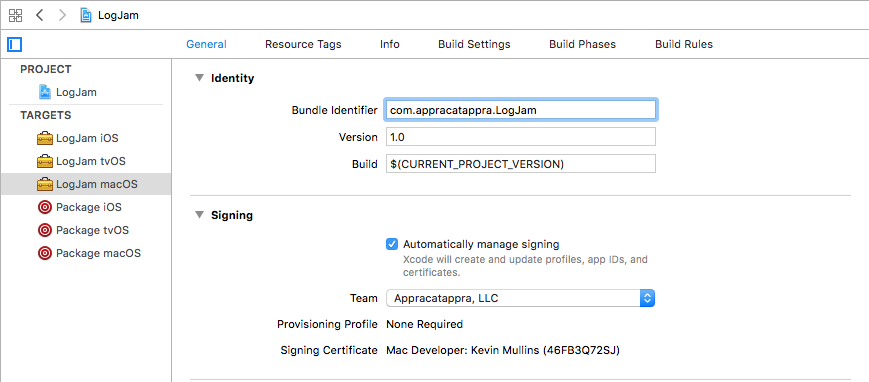 LogJam
General Resource Tags Info Build Settings Build Phases Build Rules
PROJECT
LogJam
TARGETS
LogJam iOS
LogJam tvOS
LogJam macOS
Package iOS
Package tvOS
Package macOS
Identity
Bundle Identifier com.appracatappra.LogJam
Version 1.0
Build $(CURRENT_PROJECT_VERSION)
Signing
Automatically manage signing
Xcode will create and update profiles, app IDs, and
certificates.
Team Appracatappra, LLC
Provisioning Profile None Required
Signing Certificate Mac Developer: Kevin Mullins (46FB3Q72SJ)